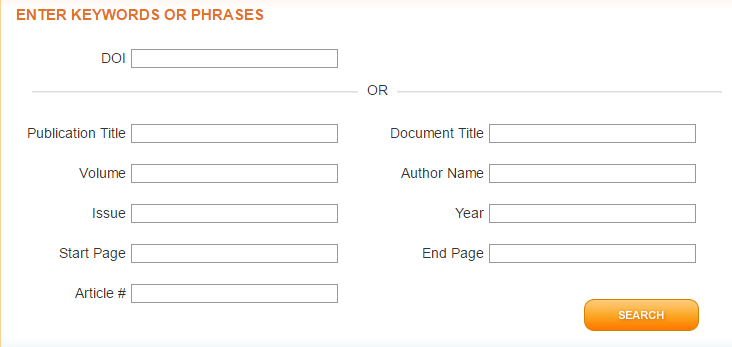 ENTER KEYWORDS OR PHRASES
DOI
OR
Publication Title
Document Title
Volume
Author Name
Issue
Year
Start Page
End Page
Article #
SEARCH